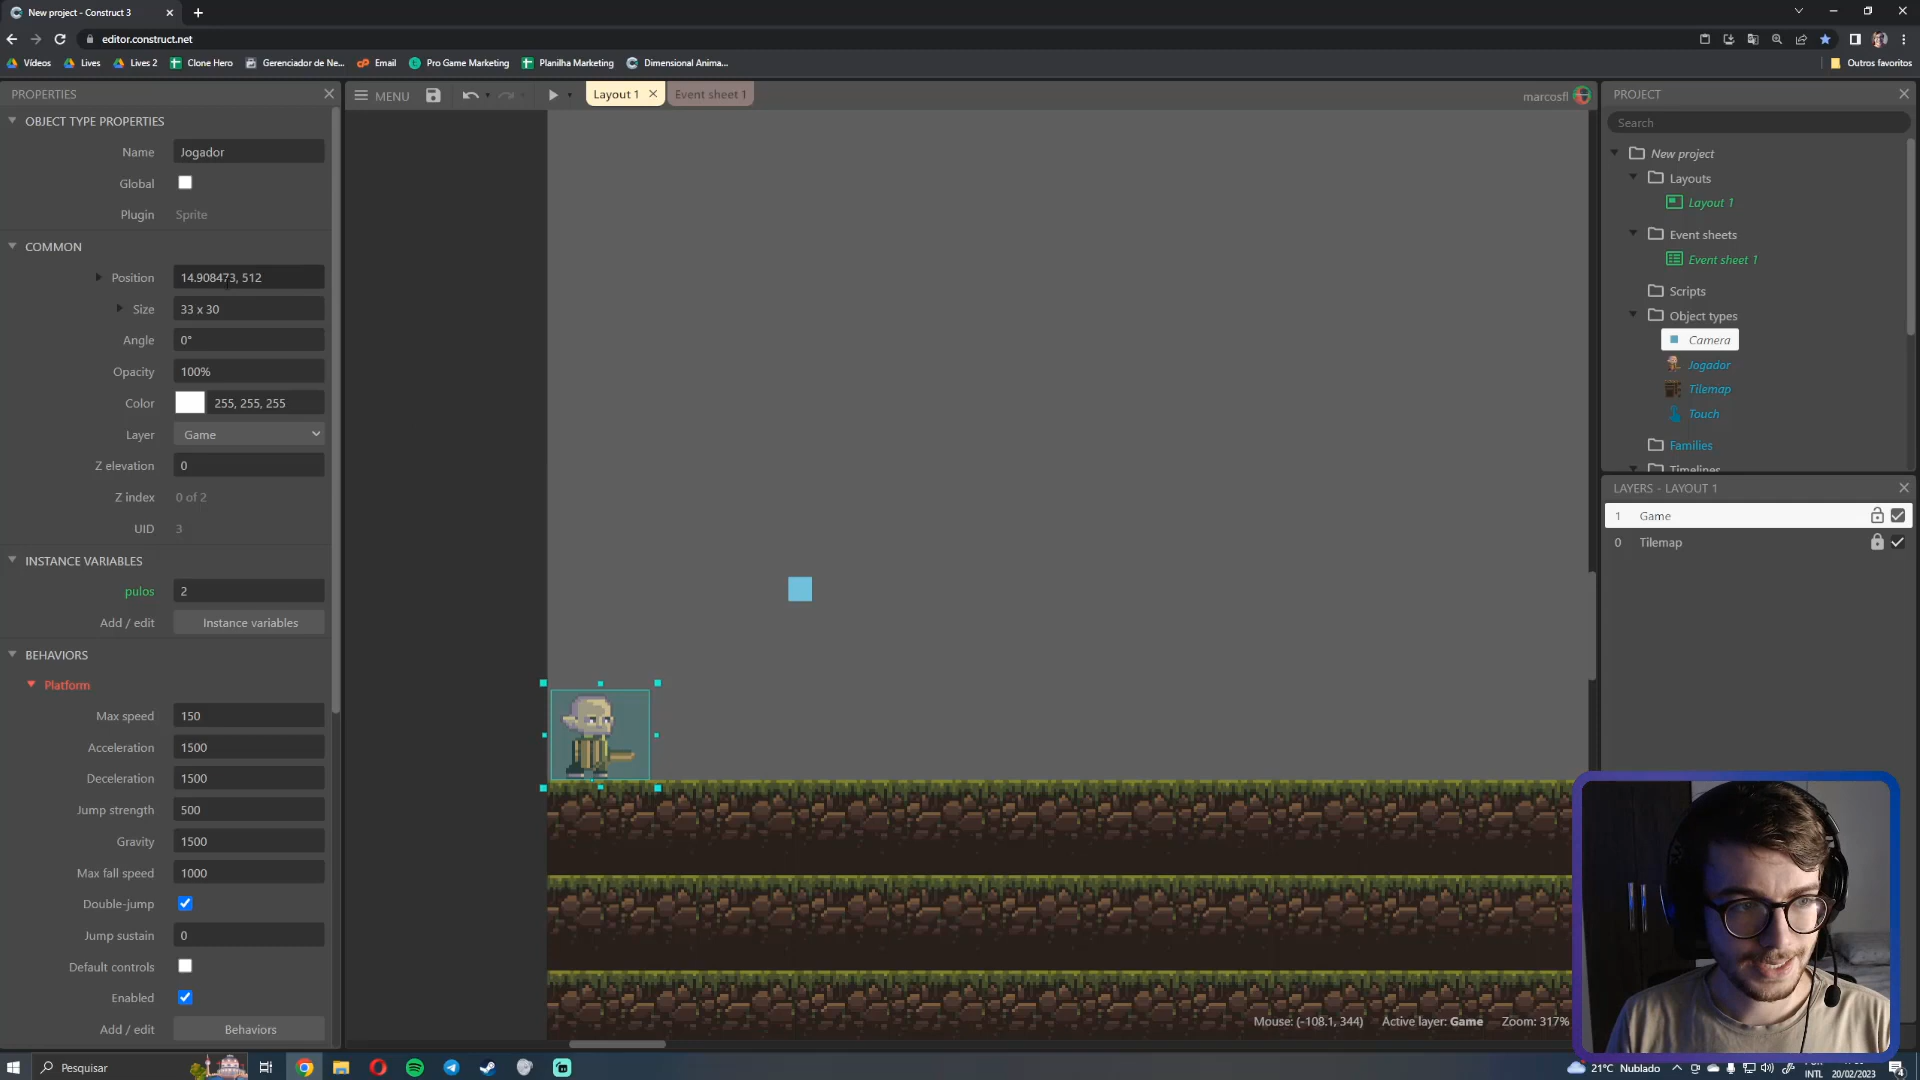 New project - Construct 3
editor.construct.net
Vídeos
Lives
Lives 2
Clone Hero
Gerenciador de Ne...
Email
Pro Game Marketing
Planilha Marketing
Dimensional Anima...
Outros favoritos
PROPERTIES
OBJECT TYPE PROPERTIES
Name Jogador
Global
Plugin Sprite
COMMON
Position 14.908473, 512
Size 33 x 30
Angle 0°
Opacity 100%
Color 255, 255, 255
Layer Game
Z elevation 0
Z index 0 of 2
UID 3
INSTANCE VARIABLES
pulos 2
Add / edit Instance variables
BEHAVIORS
Platform
Max speed 150
Acceleration 1500
Deceleration 1500
Jump strength 500
Gravity 1500
Max fall speed 1000
Double-jump
Jump sustain 0
Default controls
Enabled
Add / edit Behaviors
MENU
Layout 1
Event sheet 1
marcosfl
Mouse: (-108.1, 344) Active layer: Game Zoom: 317%
PROJECT
Search
New project
Layouts
Layout 1
Event sheets
Event sheet 1
Scripts
Object types
Camera
Jogador
Tilemap
Touch
Families
Timelines
LAYERS - LAYOUT 1
1 Game
0 Tilemap
Pesquisar
21°C Nublado
INTL
20/02/2023
4